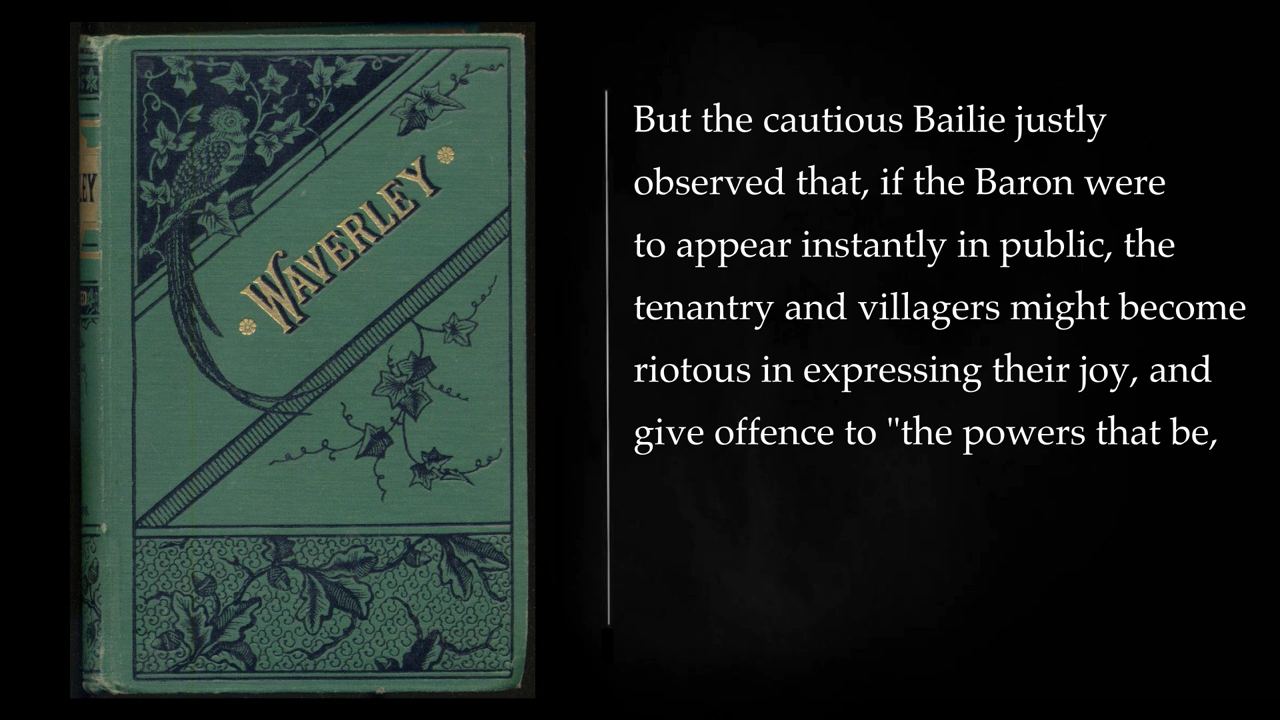 WAVERLEY
EY
But the cautious Bailie justly
observed that, if the Baron were
to appear instantly in public, the
tenantry and villagers might become
riotous in expressing their joy, and
give offence to "the powers that be,